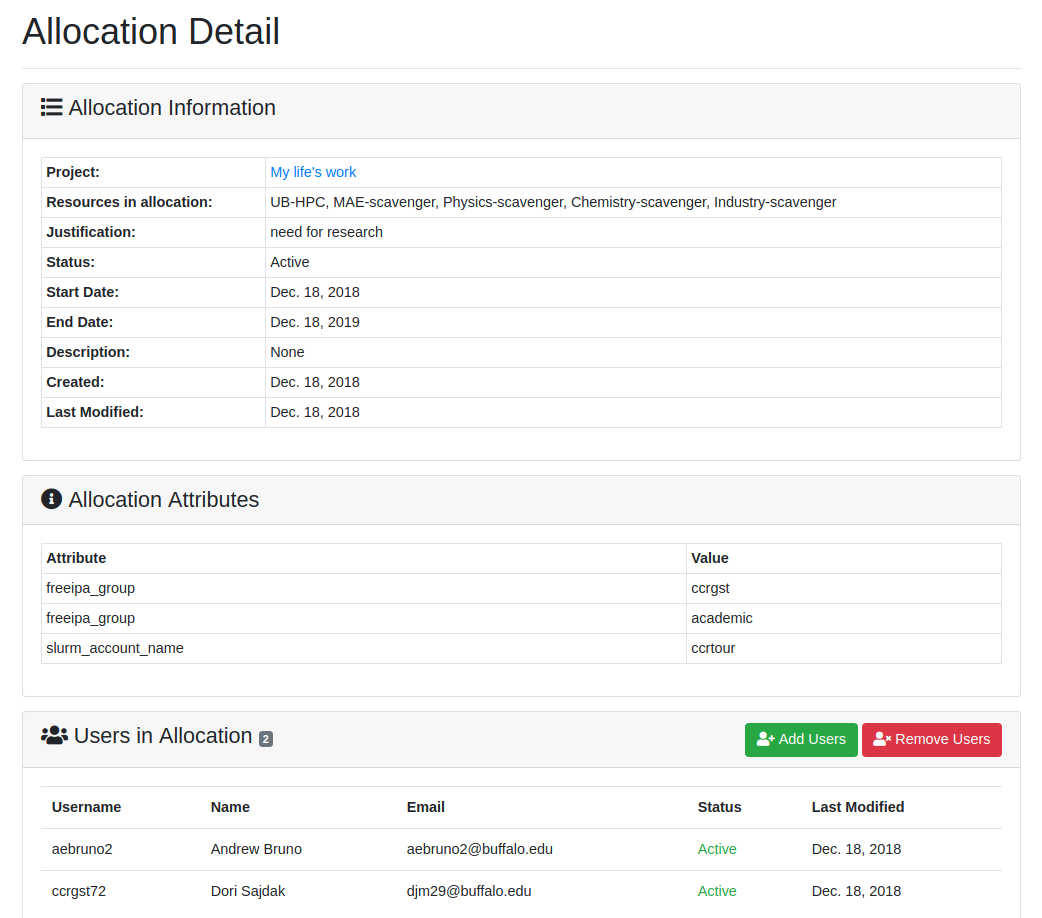 Allocation Detail
Allocation Information
Project: My life's work
Resources in allocation: UB-HPC, MAE-scavenger, Physics-scavenger, Chemistry-scavenger, Industry-scavenger
Justification: need for research
Status: Active
Start Date: Dec. 18, 2018
End Date: Dec. 18, 2019
Description: None
Created: Dec. 18, 2018
Last Modified: Dec. 18, 2018
Allocation Attributes
Attribute Value
freeipa_group ccrgst
freeipa_group academic
slurm_account_name ccrtour
Users in Allocation 2 Add Users Remove Users
Username Name Email Status Last Modified
aebruno2 Andrew Bruno aebruno2@buffalo.edu Active Dec. 18, 2018
ccrgst72 Dori Sajdak djm29@buffalo.edu Active Dec. 18, 2018